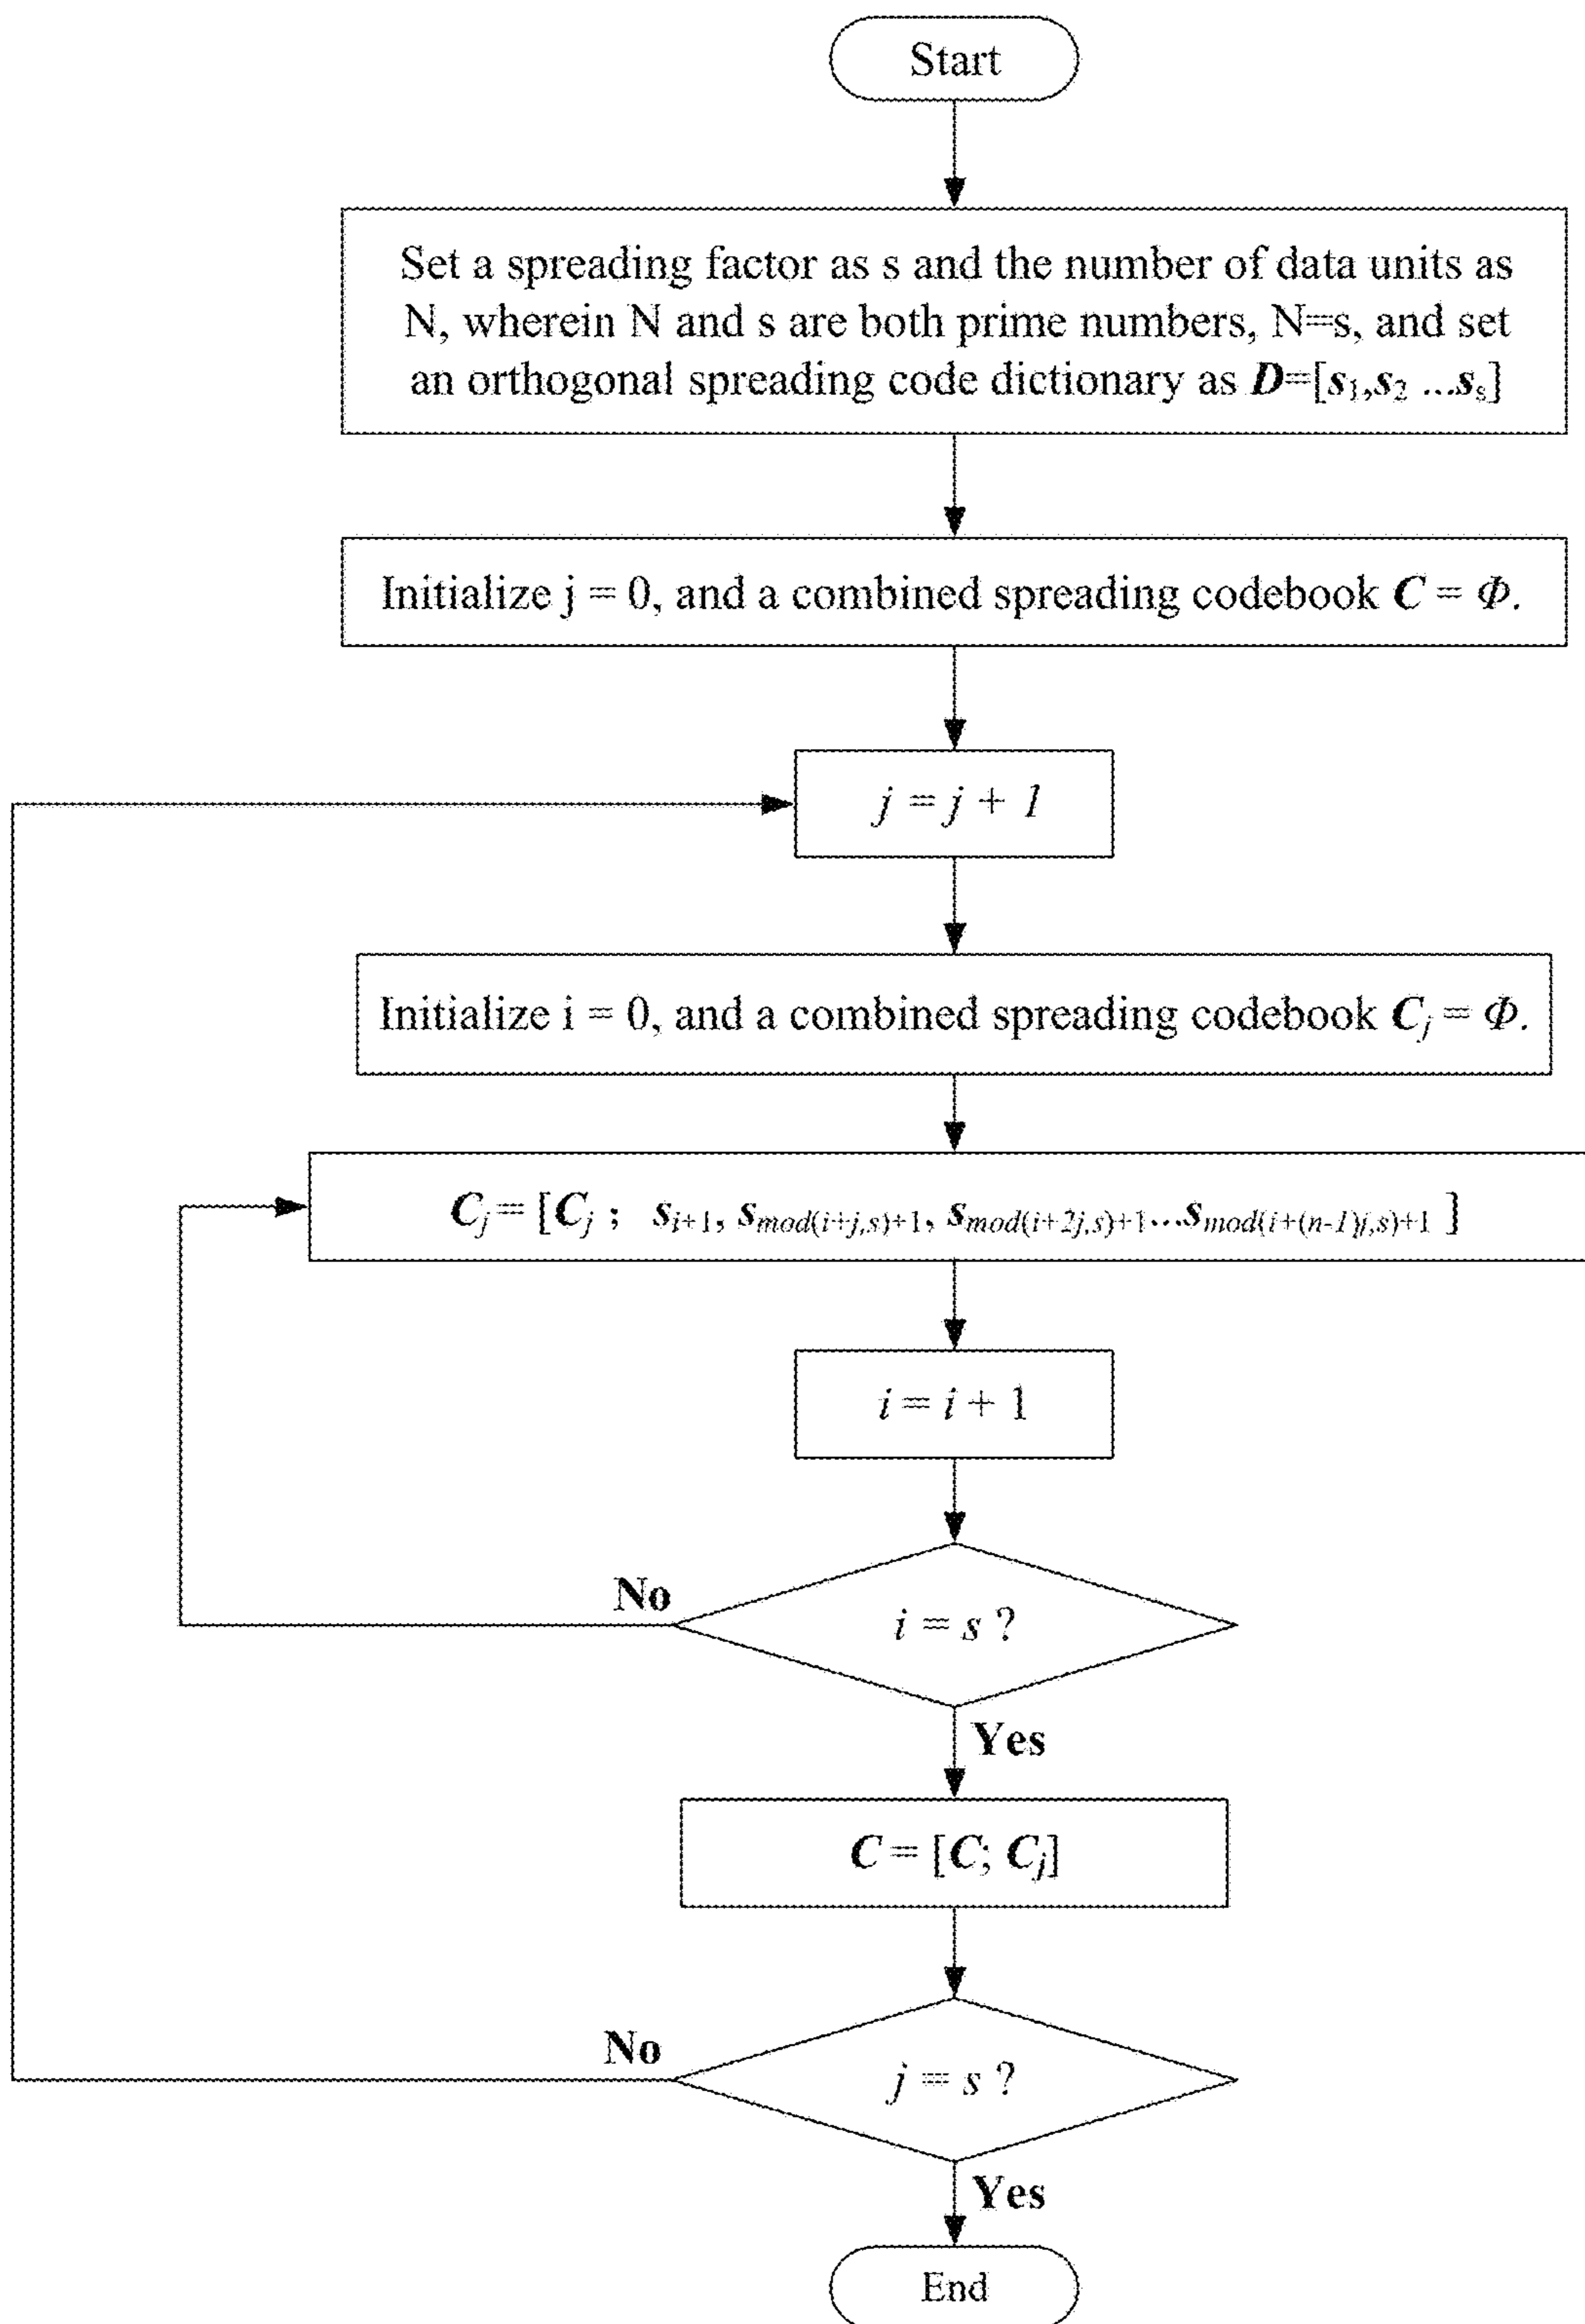 Start
Set a spreading factor as s and the number of data units as
N, wherein N and s are both prime numbers, N=s, and set
an orthogonal spreading code dictionary as D=[s1,s2 ...ss]
Initialize j = 0, and a combined spreading codebook C = Φ.
j = j + 1
Initialize i = 0, and a combined spreading codebook Cj = Φ.
Cj = [Cj ; si+1, smod(i+j,s)+1, smod(i+2j,s)+1...smod(i+(n-1)j,s)+1 ]
i = i + 1
No
i = s ?
Yes
C = [C; Cj]
No
j = s ?
Yes
End